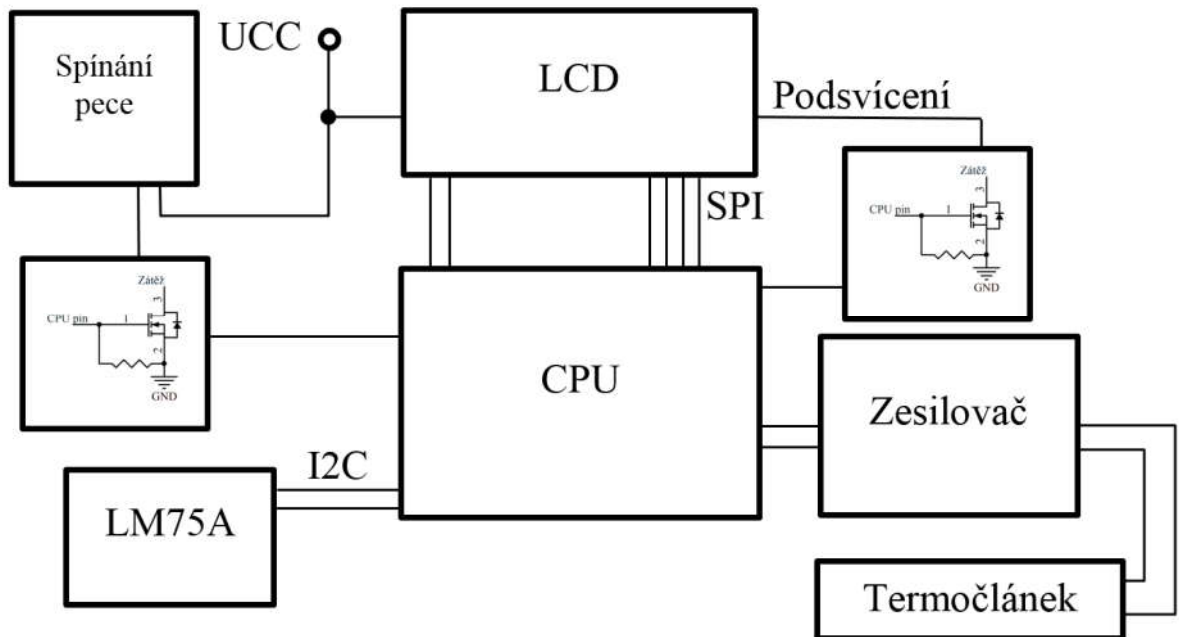 Spínání
pece
UCC
LCD
Podsvícení
SPI
Zátěž
3
CPU pin
1
2
GND
Zátěž
3
CPU pin
1
2
GND
CPU
Zesilovač
I2C
LM75A
Termočlánek